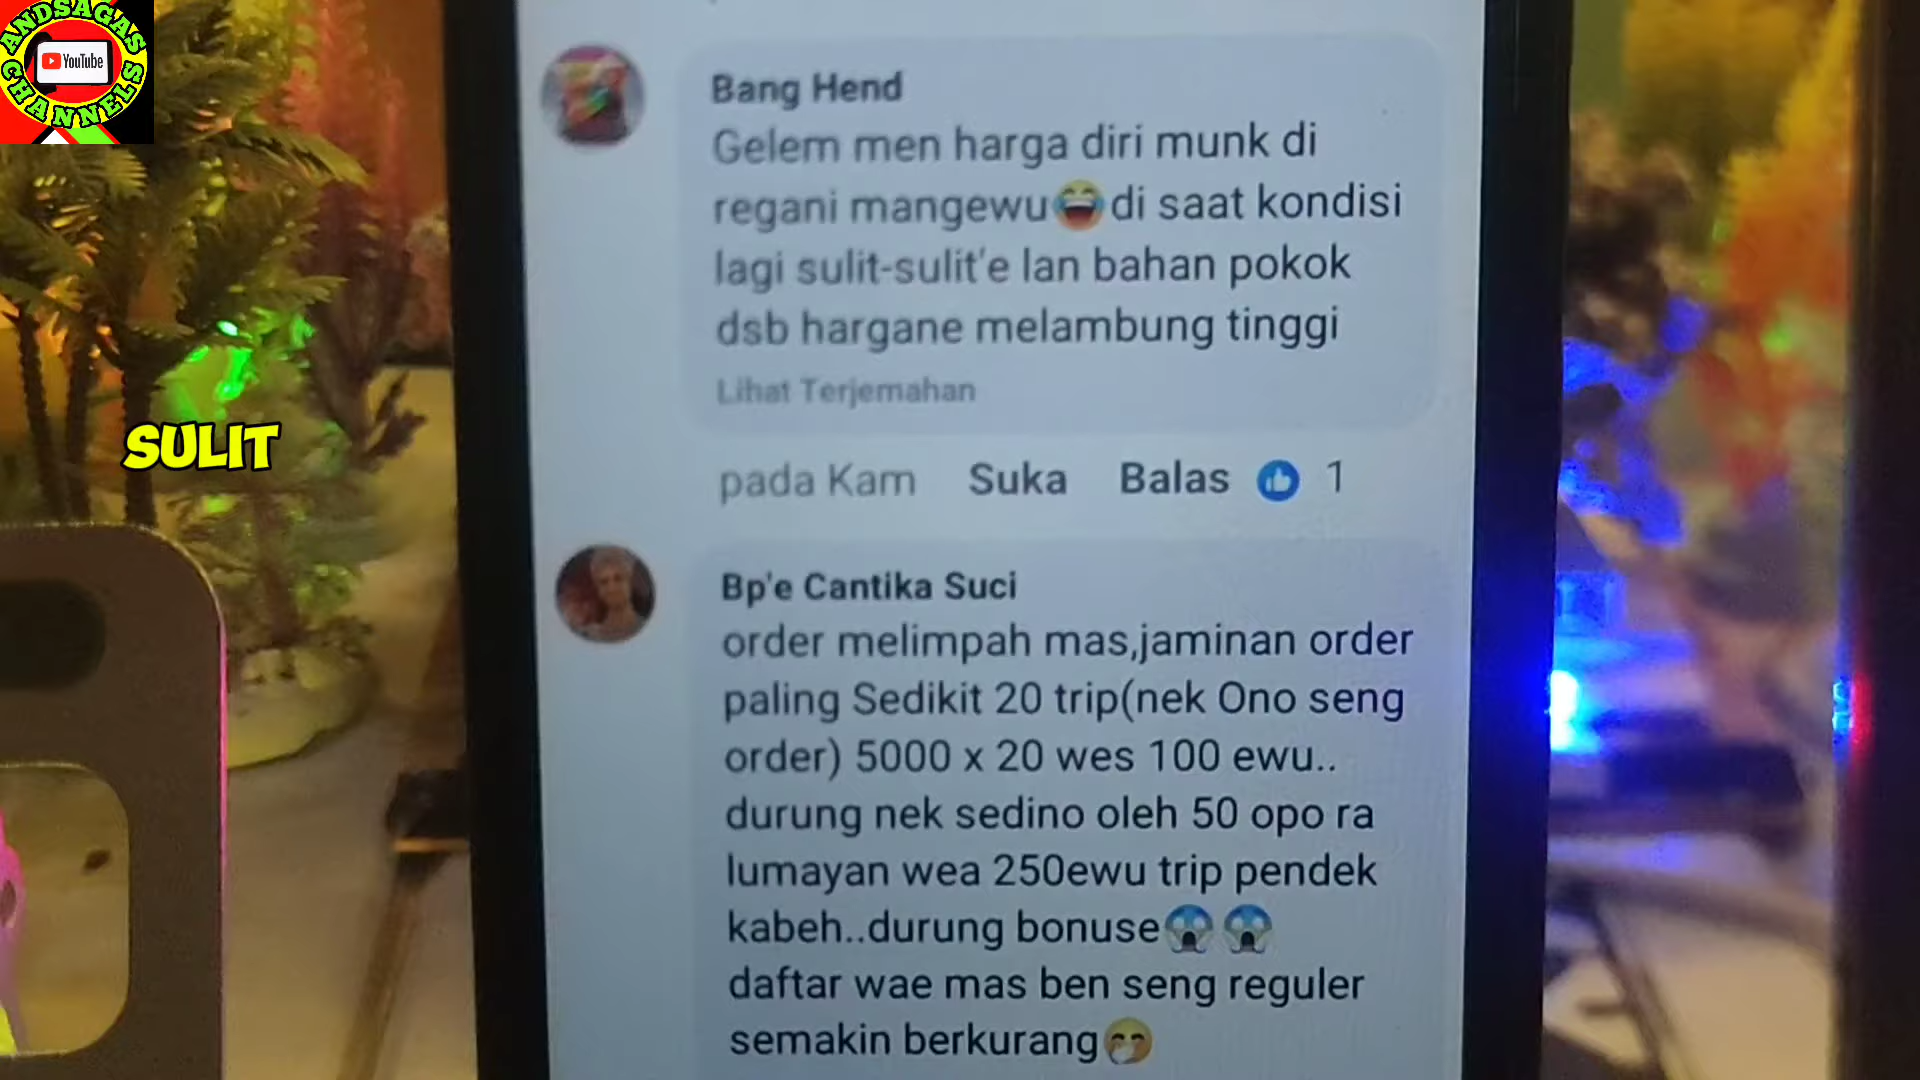 ANDSAGAS
YouTube
CHANNELS
Bang Hend
Gelem men harga diri munk di
regani mangewu😂di saat kondisi
lagi sulit-sulit'e lan bahan pokok
dsb hargane melambung tinggi
Lihat Terjemahan
pada Kam Suka Balas 1
SULIT
Bp'e Cantika Suci
order melimpah mas,jaminan order
paling Sedikit 20 trip(nek Ono seng
order) 5000 x 20 wes 100 ewu..
durung nek sedino oleh 50 opo ra
lumayan wea 250ewu trip pendek
kabeh..durung bonuse😱😱
daftar wae mas ben seng reguler
semakin berkurang🤭